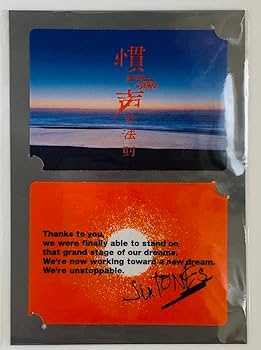 慣声の法則
Thanks to you,
we were finally able to stand on
that grand stage of our dreams.
We're now working toward a new dream.
We're unstoppable.
SixTONES